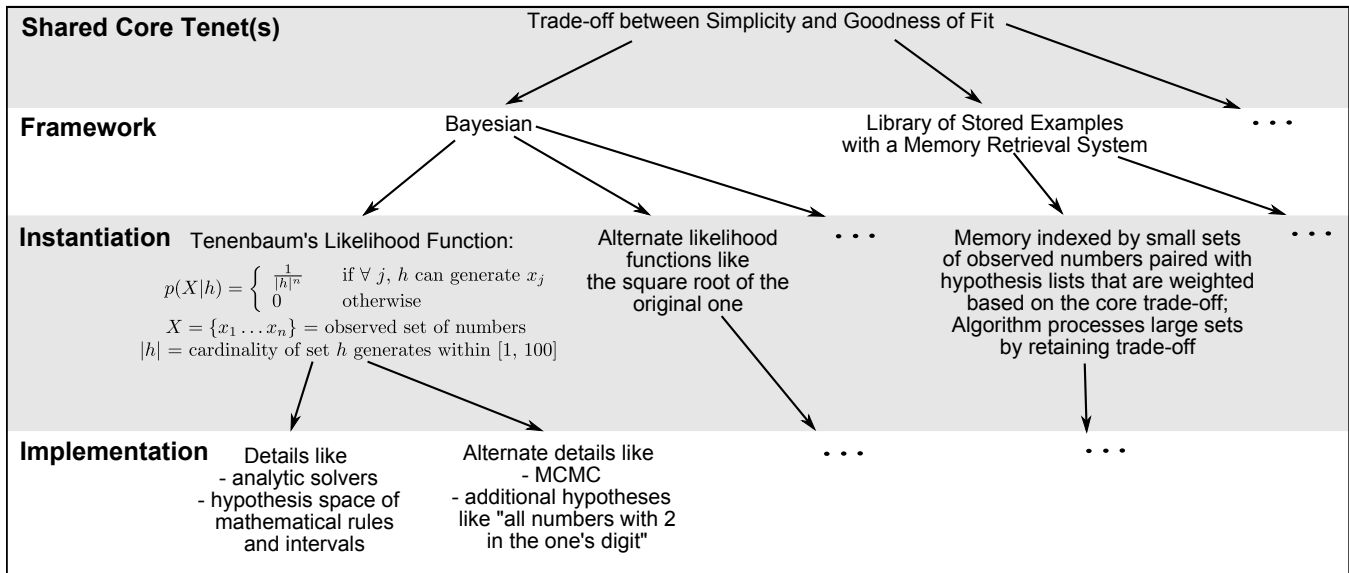 Shared Core Tenet(s)
Trade-off between Simplicity and Goodness of Fit
Framework
Bayesian
Library of Stored Examples
with a Memory Retrieval System
. . .
Instantiation
Tenenbaum's Likelihood Function:
p(X|h) = { 1/|h|^n if ∀ j, h can generate x_j
0 otherwise
X = {x_1 … x_n} = observed set of numbers
|h| = cardinality of set h generates within [1, 100]
Alternate likelihood
functions like
the square root of the
original one
. . .
Memory indexed by small sets
of observed numbers paired with
hypothesis lists that are weighted
based on the core trade-off;
Algorithm processes large sets
by retaining trade-off
. . .
Implementation
Details like
- analytic solvers
- hypothesis space of
mathematical rules
and intervals
Alternate details like
- MCMC
- additional hypotheses
like "all numbers with 2
in the one's digit"
. . .
. . .